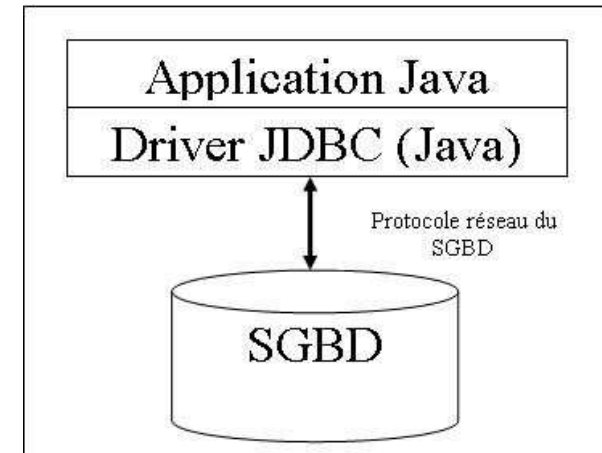 Application Java
Driver JDBC (Java)
Protocole réseau du
SGBD
SGBD